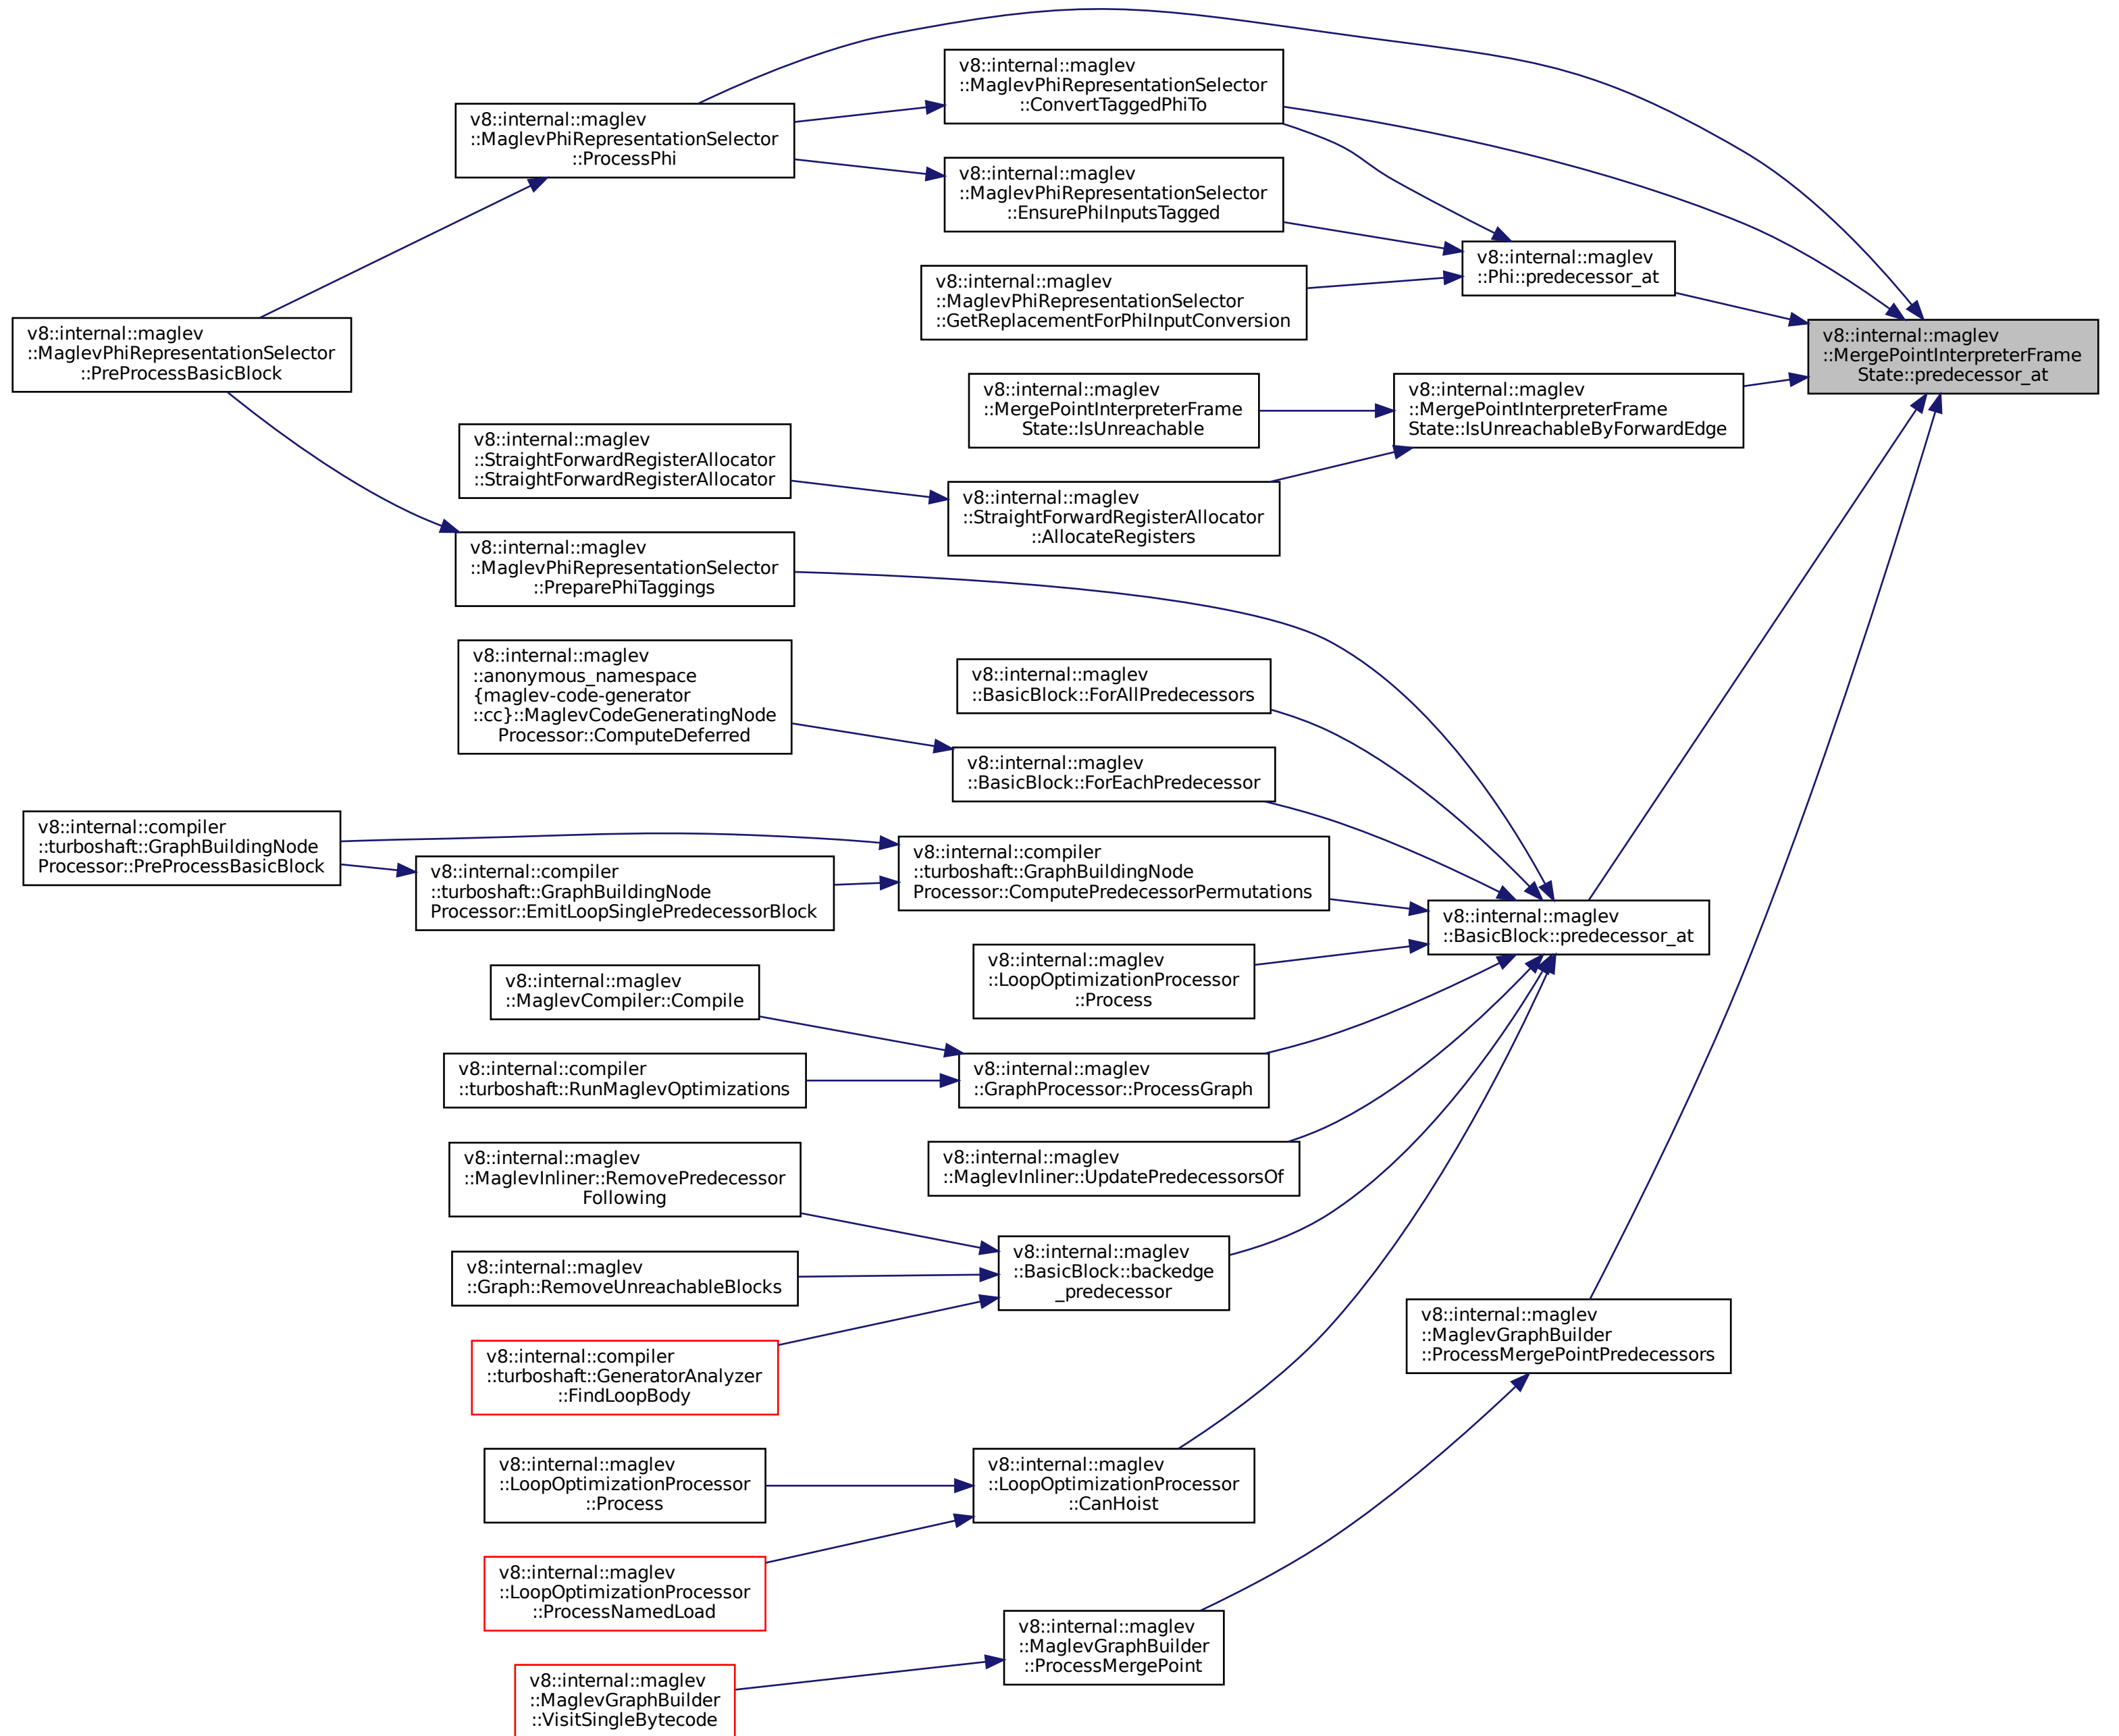 v8::internal::maglev
::MaglevPhiRepresentationSelector
::ConvertTaggedPhiTo
v8::internal::maglev
::MaglevPhiRepresentationSelector
::ProcessPhi
v8::internal::maglev
::MaglevPhiRepresentationSelector
::EnsurePhiInputsTagged
v8::internal::maglev
::Phi::predecessor_at
v8::internal::maglev
::MaglevPhiRepresentationSelector
::GetReplacementForPhiInputConversion
v8::internal::maglev
::MaglevPhiRepresentationSelector
::PreProcessBasicBlock
v8::internal::maglev
::MergePointInterpreterFrame
State::predecessor_at
v8::internal::maglev
::MergePointInterpreterFrame
State::IsUnreachable
v8::internal::maglev
::MergePointInterpreterFrame
State::IsUnreachableByForwardEdge
v8::internal::maglev
::StraightForwardRegisterAllocator
::StraightForwardRegisterAllocator
v8::internal::maglev
::StraightForwardRegisterAllocator
::AllocateRegisters
v8::internal::maglev
::MaglevPhiRepresentationSelector
::PreparePhiTaggings
v8::internal::maglev
::anonymous_namespace
{maglev-code-generator
::cc}::MaglevCodeGeneratingNode
Processor::ComputeDeferred
v8::internal::maglev
::BasicBlock::ForAllPredecessors
v8::internal::maglev
::BasicBlock::ForEachPredecessor
v8::internal::compiler
::turboshaft::GraphBuildingNode
Processor::PreProcessBasicBlock
v8::internal::compiler
::turboshaft::GraphBuildingNode
Processor::EmitLoopSinglePredecessorBlock
v8::internal::compiler
::turboshaft::GraphBuildingNode
Processor::ComputePredecessorPermutations
v8::internal::maglev
::BasicBlock::predecessor_at
v8::internal::maglev
::LoopOptimizationProcessor
::Process
v8::internal::maglev
::MaglevCompiler::Compile
v8::internal::compiler
::turboshaft::RunMaglevOptimizations
v8::internal::maglev
::GraphProcessor::ProcessGraph
v8::internal::maglev
::MaglevInliner::UpdatePredecessorsOf
v8::internal::maglev
::MaglevInliner::RemovePredecessor
Following
v8::internal::maglev
::Graph::RemoveUnreachableBlocks
v8::internal::maglev
::BasicBlock::backedge
_predecessor
v8::internal::compiler
::turboshaft::GeneratorAnalyzer
::FindLoopBody
v8::internal::maglev
::MaglevGraphBuilder
::ProcessMergePointPredecessors
v8::internal::maglev
::LoopOptimizationProcessor
::Process
v8::internal::maglev
::LoopOptimizationProcessor
::CanHoist
v8::internal::maglev
::LoopOptimizationProcessor
::ProcessNamedLoad
v8::internal::maglev
::MaglevGraphBuilder
::ProcessMergePoint
v8::internal::maglev
::MaglevGraphBuilder
::VisitSingleBytecode